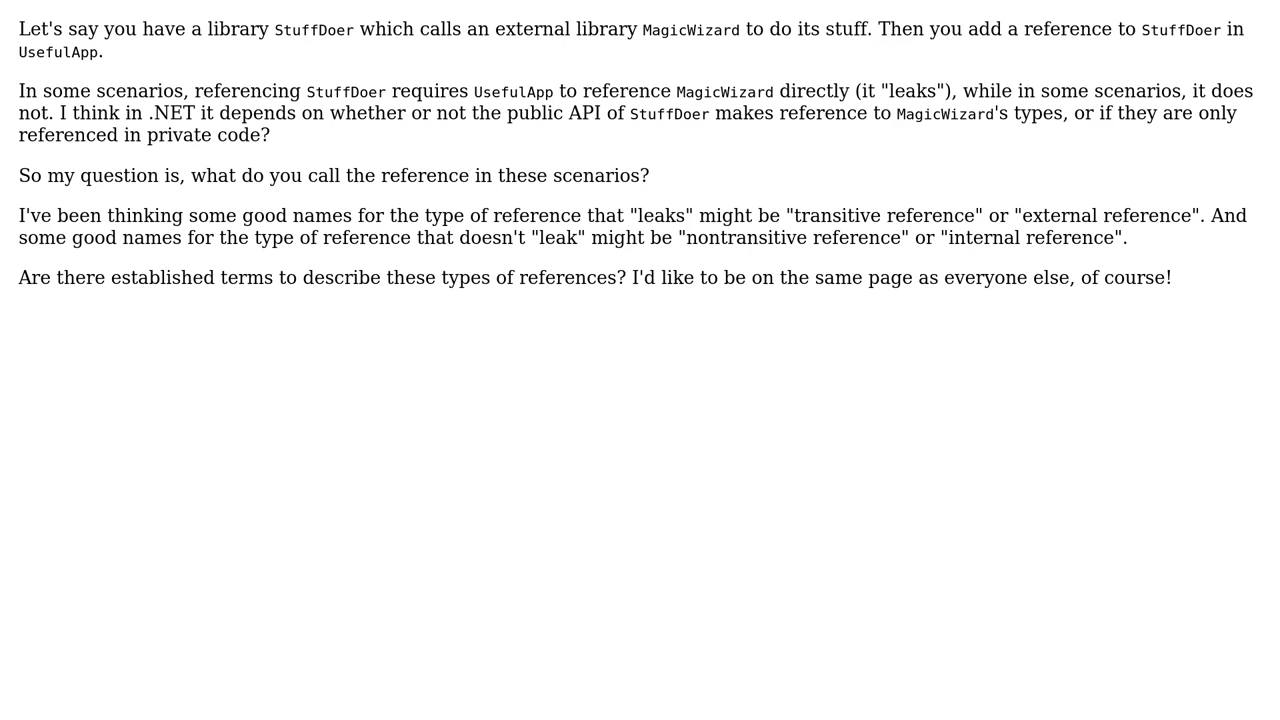 Let's say you have a library StuffDoer which calls an external library MagicWizard to do its stuff. Then you add a reference to StuffDoer in
UsefulApp.
In some scenarios, referencing StuffDoer requires UsefulApp to reference MagicWizard directly (it "leaks"), while in some scenarios, it does
not. I think in .NET it depends on whether or not the public API of StuffDoer makes reference to MagicWizard's types, or if they are only
referenced in private code?
So my question is, what do you call the reference in these scenarios?
I've been thinking some good names for the type of reference that "leaks" might be "transitive reference" or "external reference". And
some good names for the type of reference that doesn't "leak" might be "nontransitive reference" or "internal reference".
Are there established terms to describe these types of references? I'd like to be on the same page as everyone else, of course!